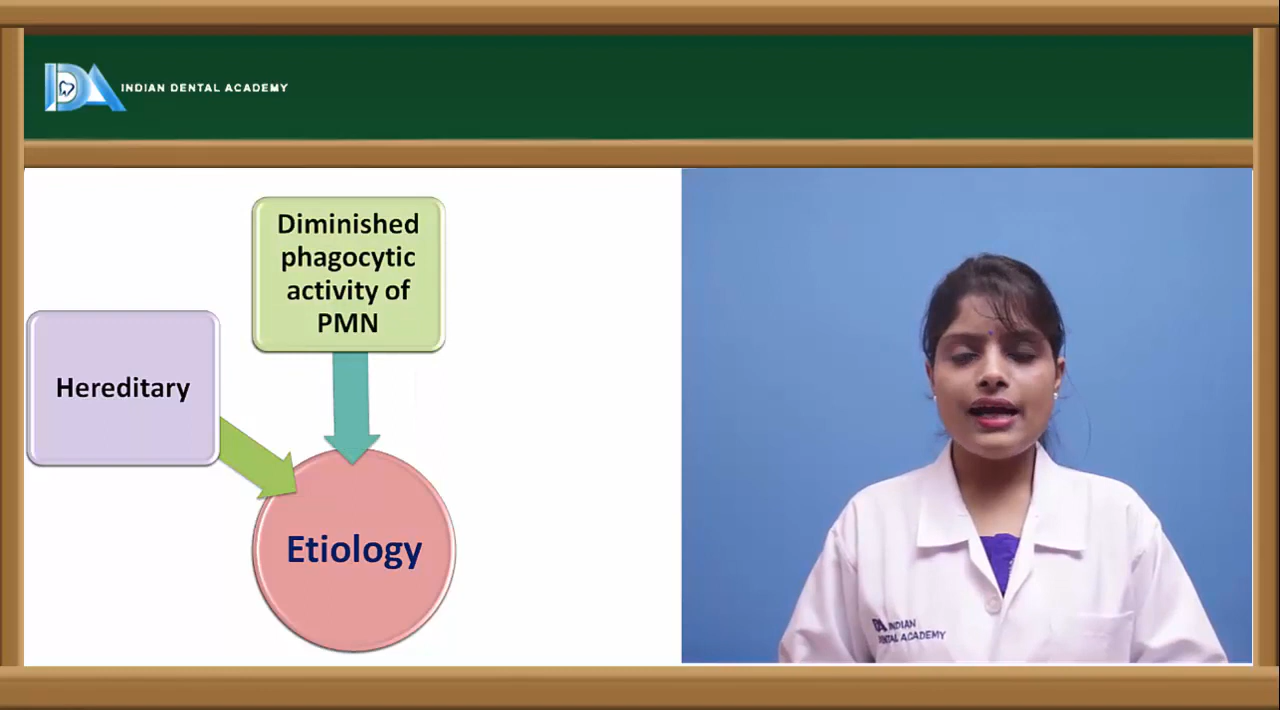 INDIAN DENTAL ACADEMY
Diminished
phagocytic
activity of
PMN
Hereditary
Etiology
INDIAN
DENTAL ACADEMY